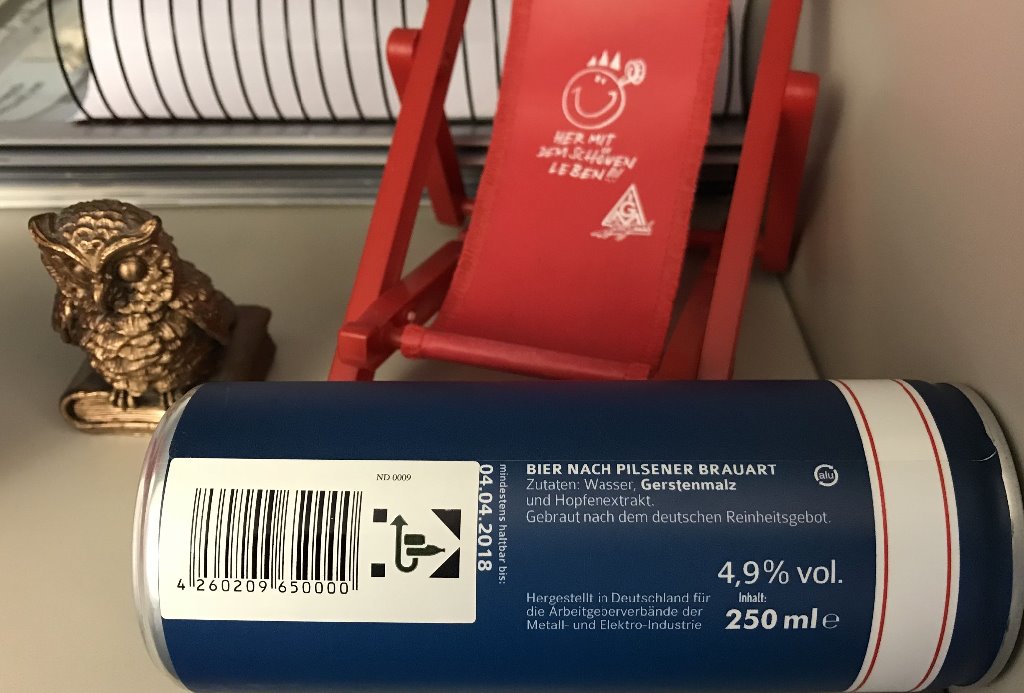 HER MIT
DEM SCHÖNEN
LEBEN!!!
G
ND 0009
4 260209 650000
mindestens haltbar bis:
04.04.2018
BIER NACH PILSENER BRAUART
Zutaten: Wasser, Gerstenmalz
und Hopfenextrakt.
Gebraut nach dem deutschen Reinheitsgebot.
alu
4,9% vol.
Hergestellt in Deutschland für
die Arbeitgeberverbände der
Metall- und Elektro-Industrie
Inhalt:
250 ml e